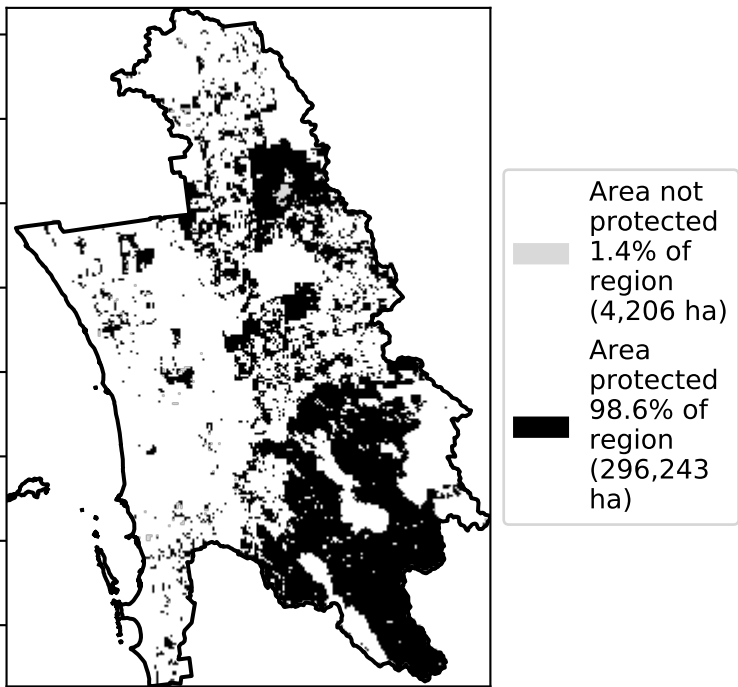 Area not
protected
1.4% of
region
(4,206 ha)
Area
protected
98.6% of
region
(296,243
ha)